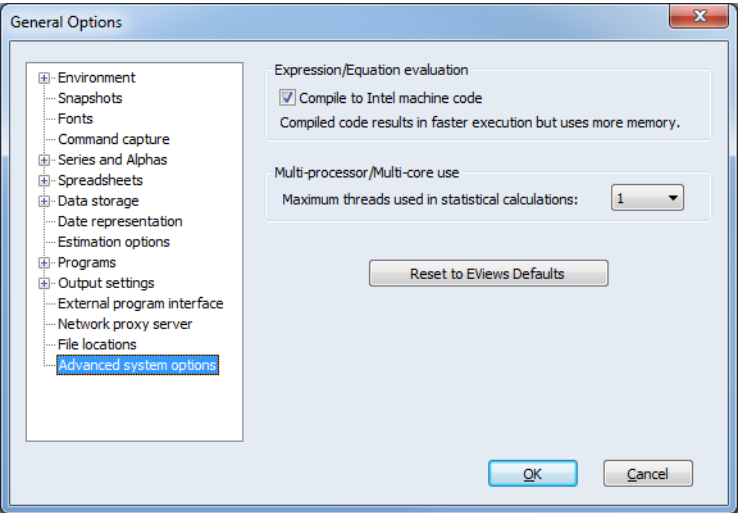 General Options
Environment
Snapshots
Fonts
Command capture
Series and Alphas
Spreadsheets
Data storage
Date representation
Estimation options
Programs
Output settings
External program interface
Network proxy server
File locations
Advanced system options
Expression/Equation evaluation
Compile to Intel machine code
Compiled code results in faster execution but uses more memory.
Multi-processor/Multi-core use
Maximum threads used in statistical calculations: 1
Reset to EViews Defaults
OK Cancel